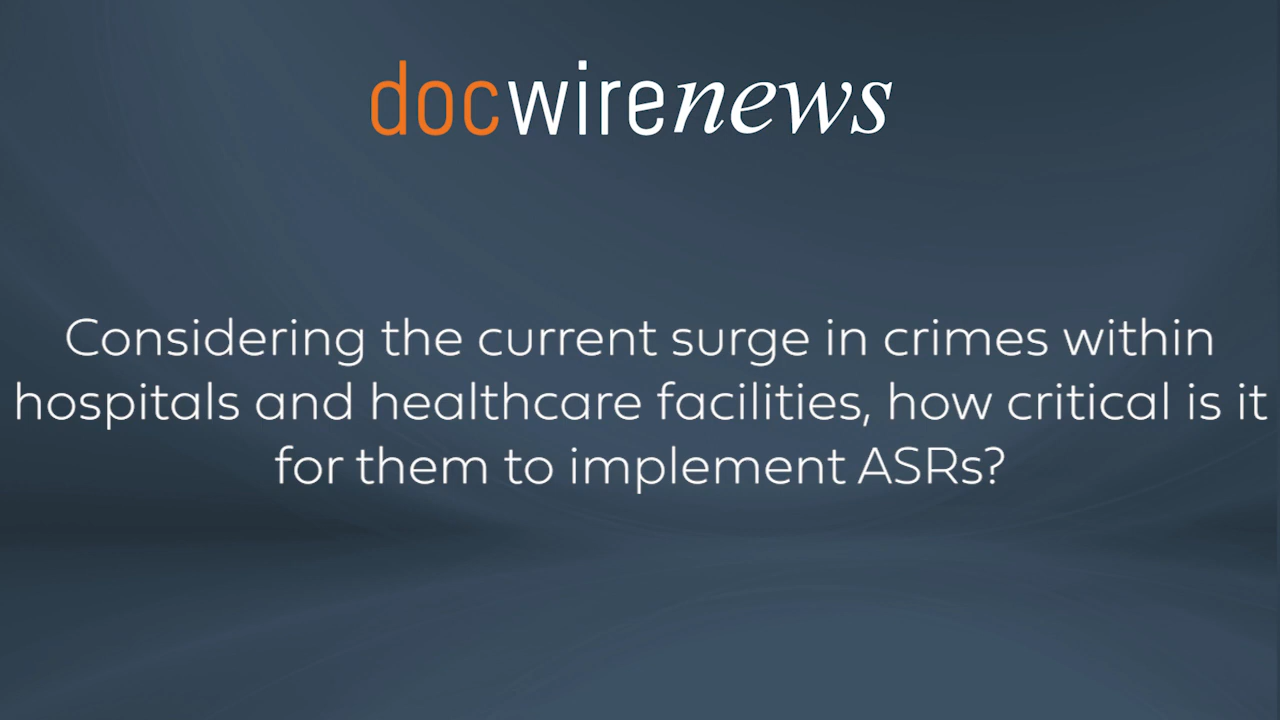 docwirenews
Considering the current surge in crimes within
hospitals and healthcare facilities, how critical is it
for them to implement ASRs?